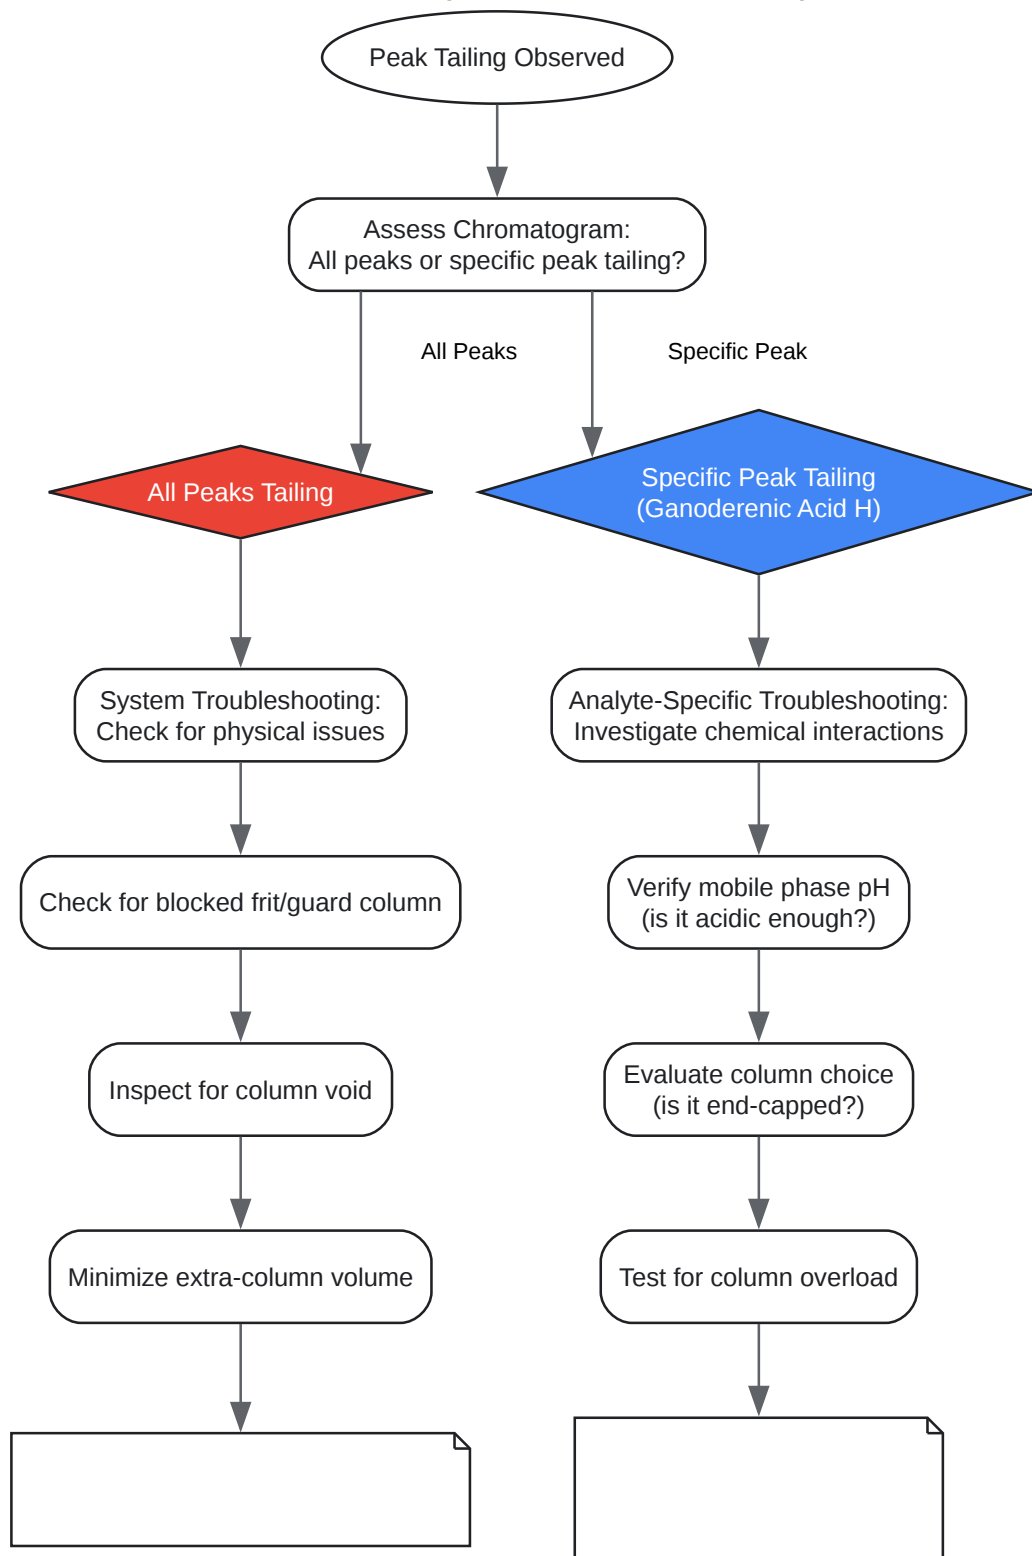 Peak Tailing Observed
Assess Chromatogram:
All peaks or specific peak tailing?
All Peaks
Specific Peak
All Peaks Tailing
Specific Peak Tailing
(Ganoderenic Acid H)
System Troubleshooting:
Check for physical issues
Analyte-Specific Troubleshooting:
Investigate chemical interactions
Check for blocked frit/guard column
Verify mobile phase pH
(is it acidic enough?)
Inspect for column void
Evaluate column choice
(is it end-capped?)
Minimize extra-column volume
Test for column overload